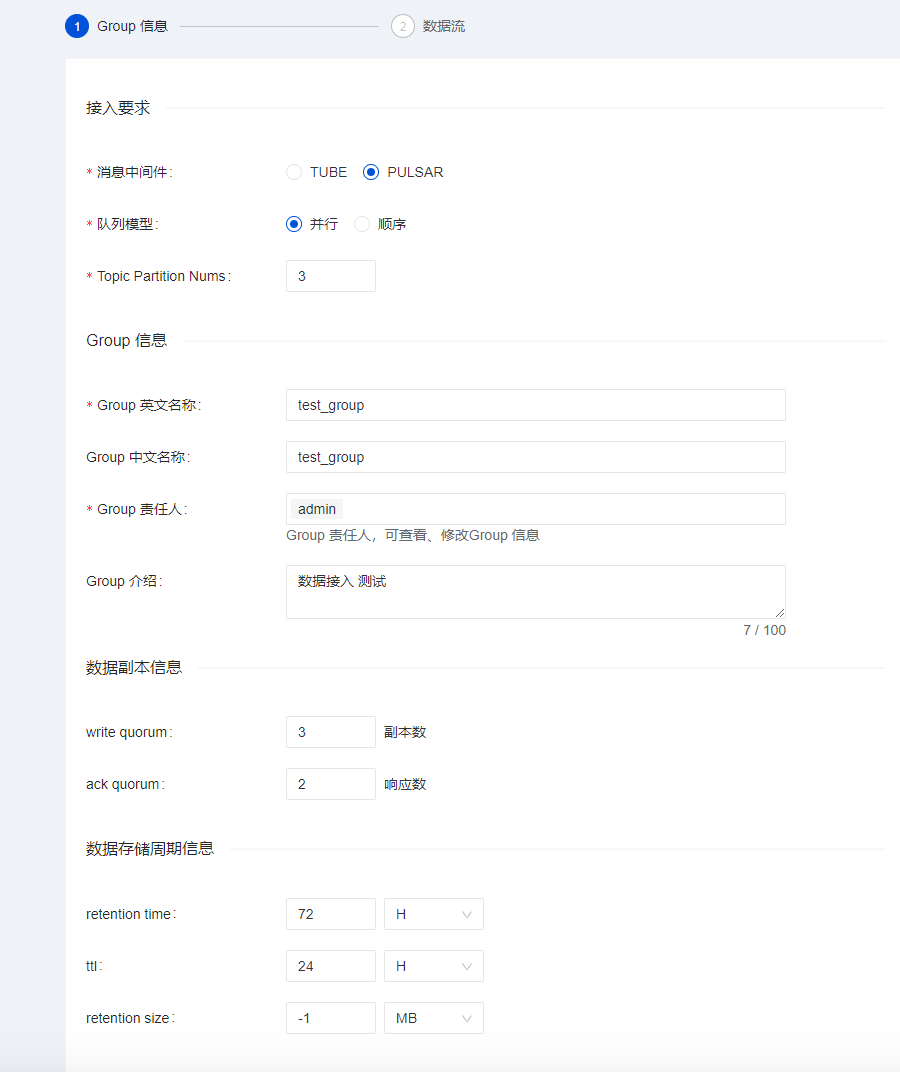 1 Group 信息 2 数据流
接入要求
* 消息中间件: TUBE PULSAR
* 队列模型: 并行 顺序
* Topic Partition Nums: 3
Group 信息
* Group 英文名称: test_group
Group 中文名称: test_group
* Group 责任人: admin
Group 责任人，可查看、修改Group 信息
Group 介绍: 数据接入 测试
7 / 100
数据副本信息
write quorum: 3 副本数
ack quorum: 2 响应数
数据存储周期信息
retention time: 72 H
ttl: 24 H
retention size: -1 MB